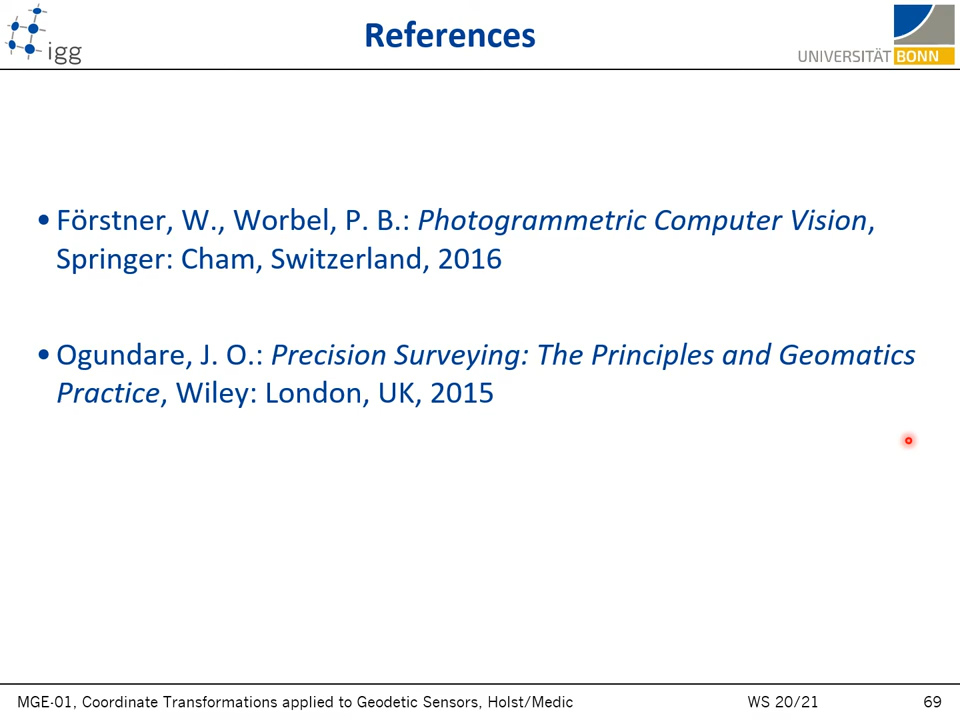 igg
References
UNIVERSITÄT BONN
• Förstner, W., Worbel, P. B.: Photogrammetric Computer Vision,
Springer: Cham, Switzerland, 2016
• Ogundare, J. O.: Precision Surveying: The Principles and Geomatics
Practice, Wiley: London, UK, 2015
MGE-01, Coordinate Transformations applied to Geodetic Sensors, Holst/Medic WS 20/21 69